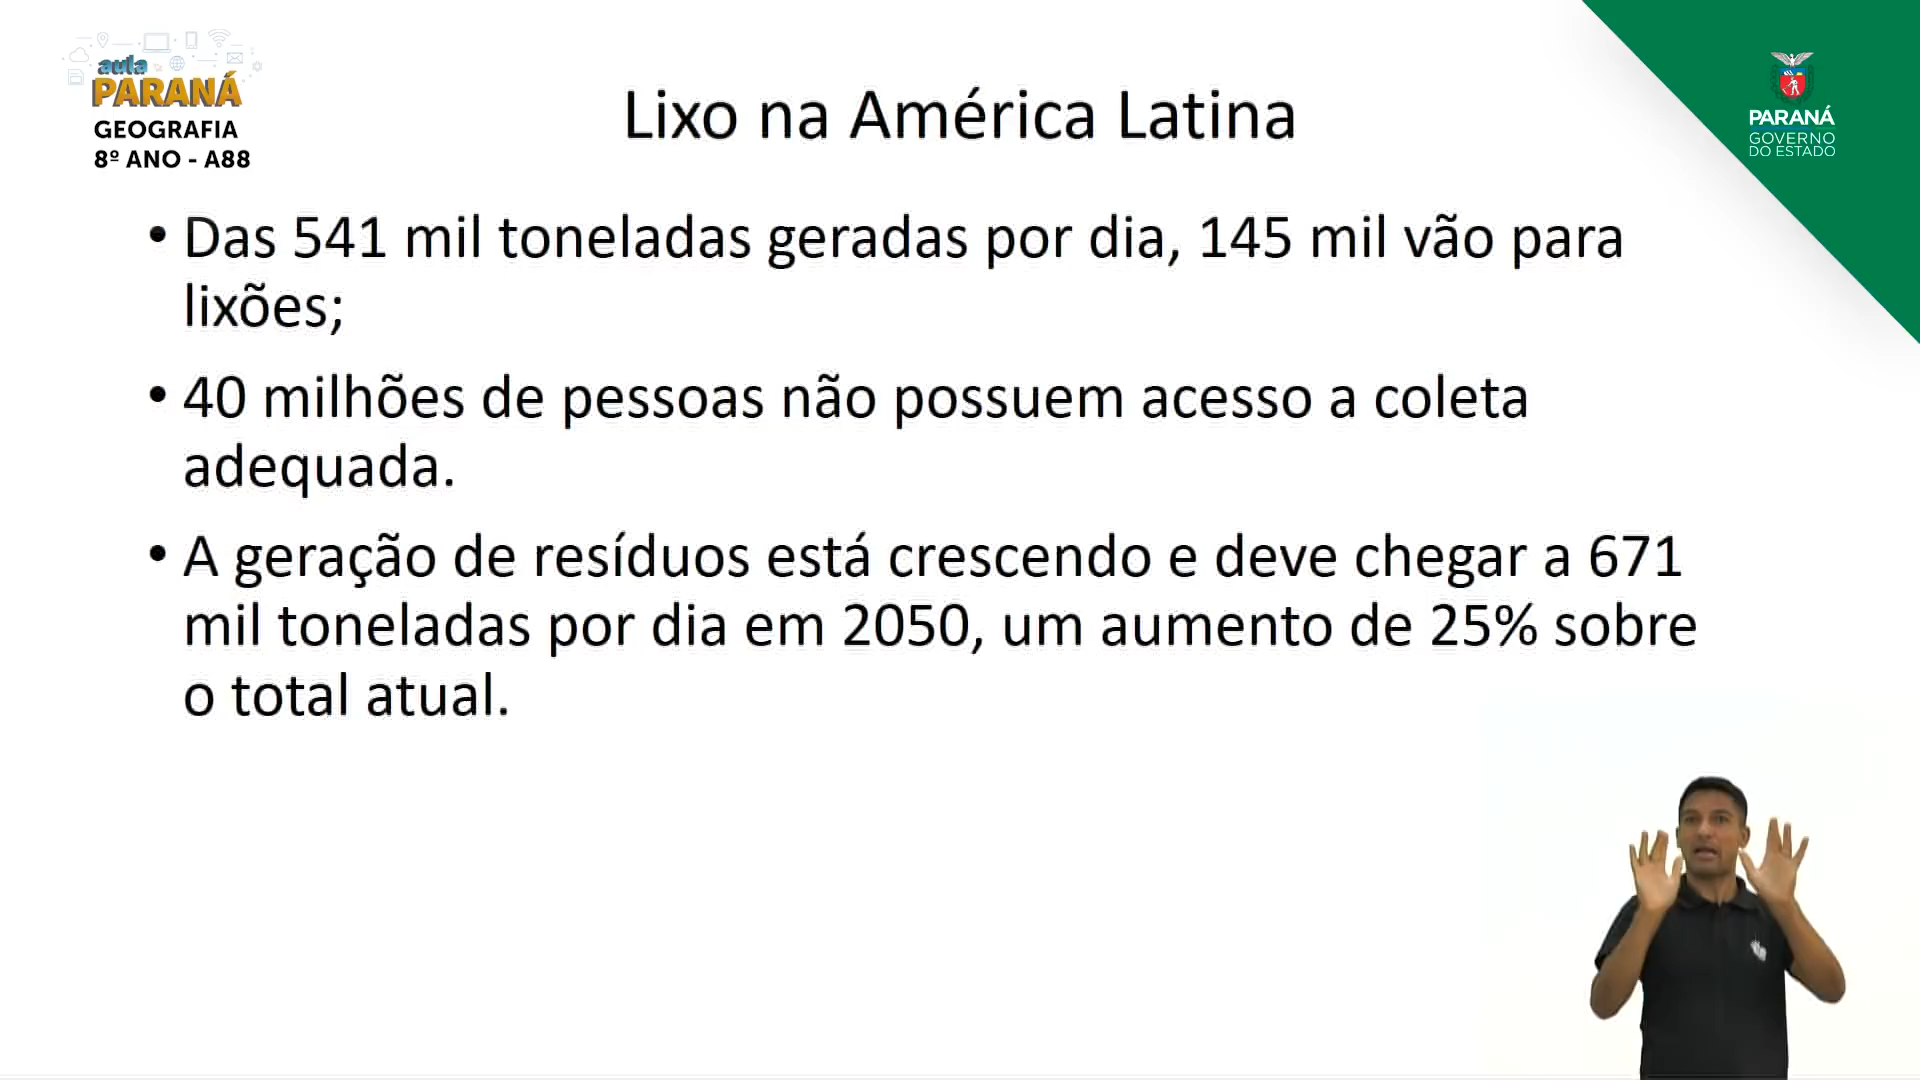 aula
PARANÁ
GEOGRAFIA
8º ANO - A88
Lixo na América Latina
PARANÁ
GOVERNO
DO ESTADO
• Das 541 mil toneladas geradas por dia, 145 mil vão para
lixões;
• 40 milhões de pessoas não possuem acesso a coleta
adequada.
• A geração de resíduos está crescendo e deve chegar a 671
mil toneladas por dia em 2050, um aumento de 25% sobre
o total atual.